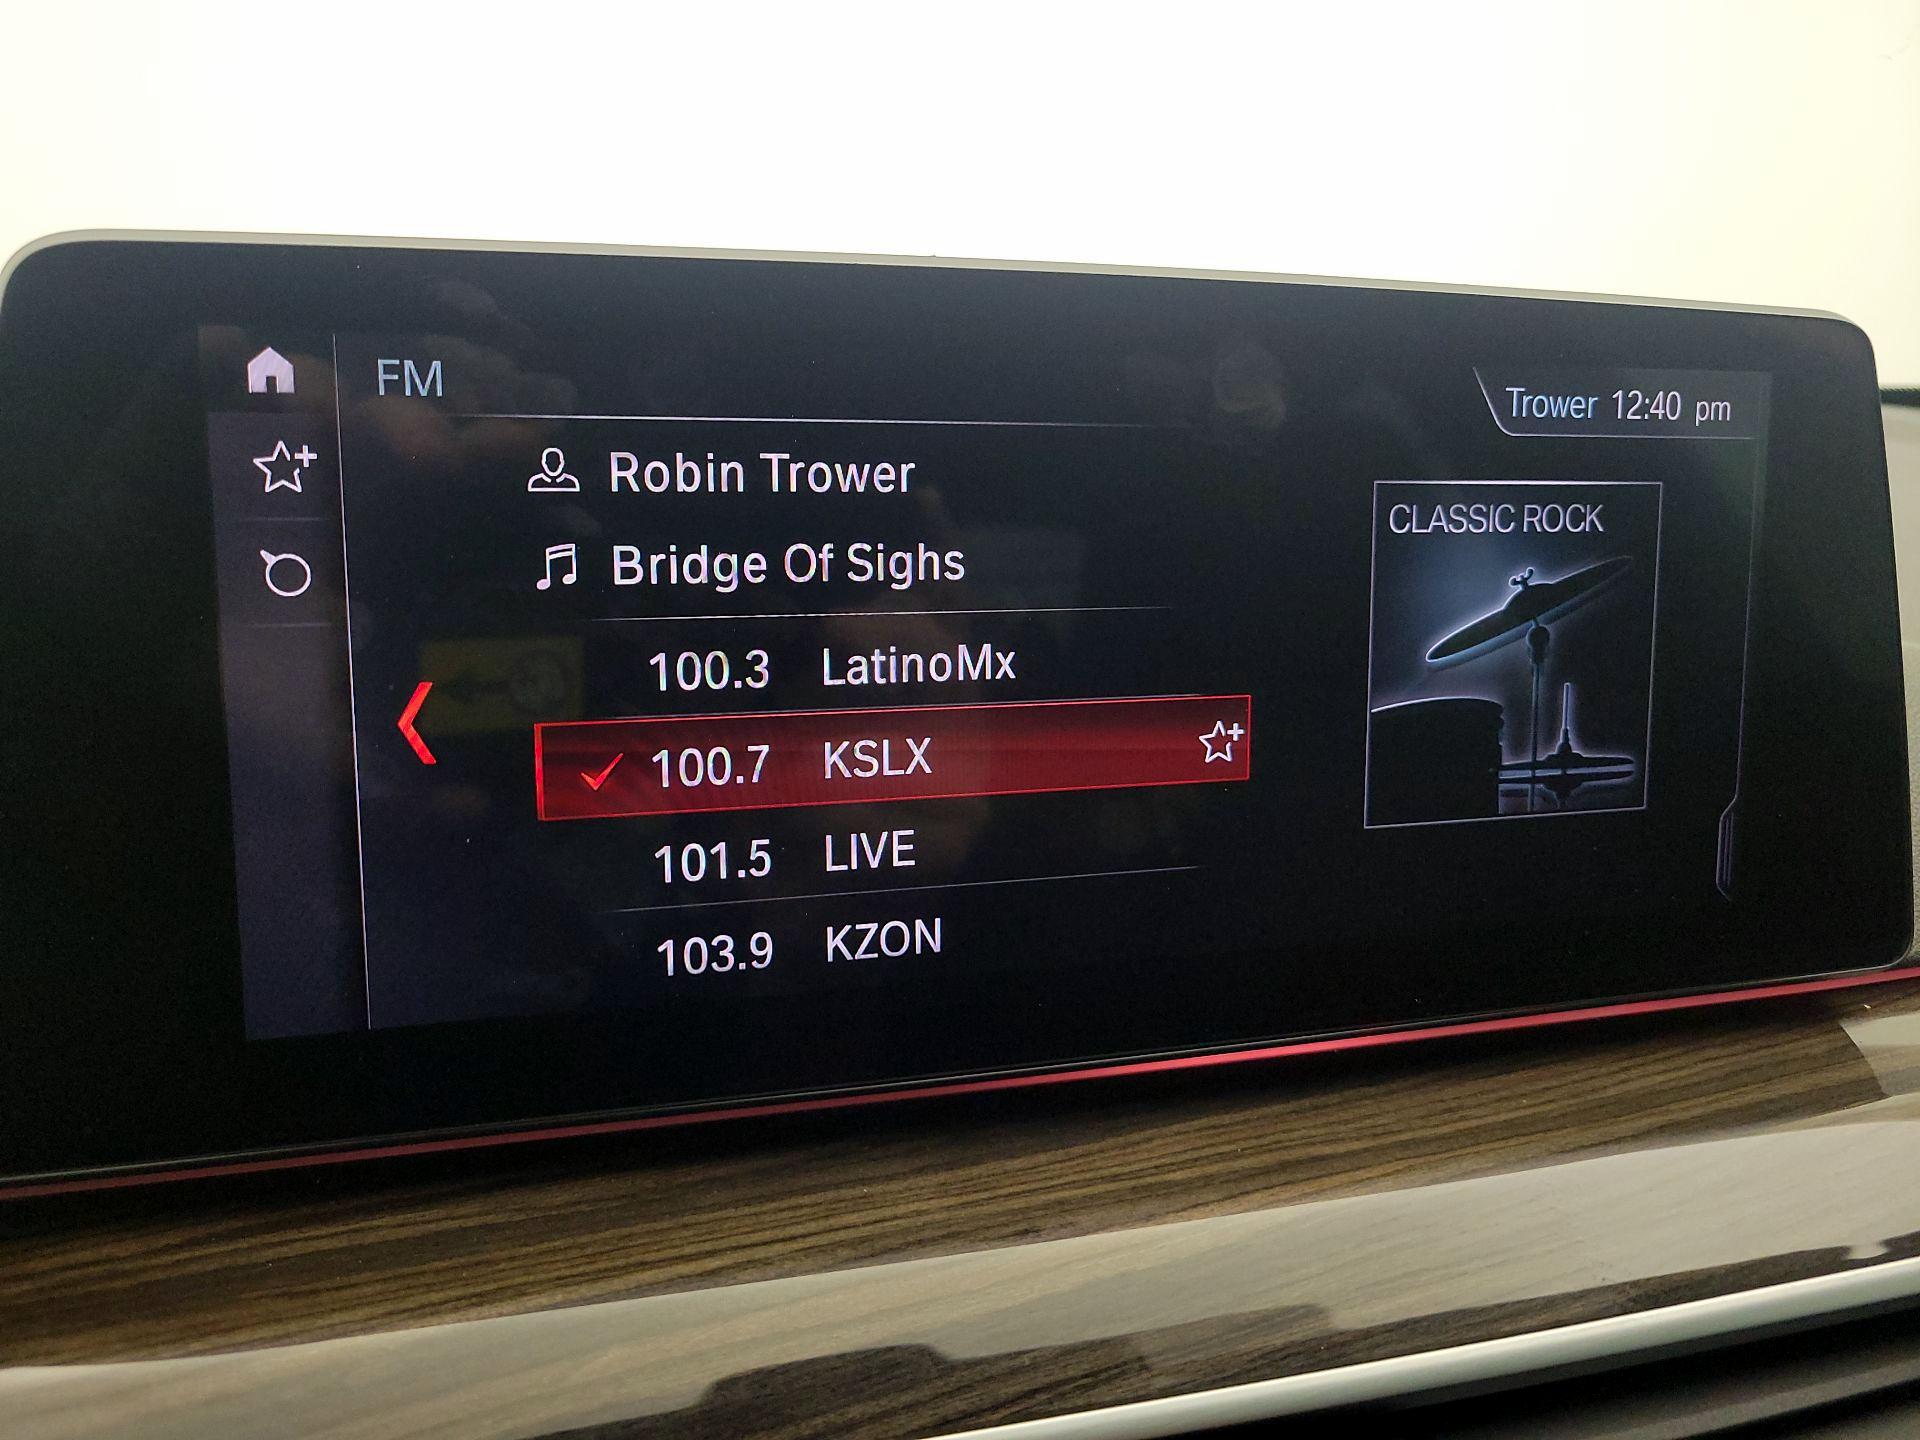 FM
Trower 12:40 pm
Robin Trower
Bridge Of Sighs
CLASSIC ROCK
100.3 LatinoMx
100.7 KSLX
101.5 LIVE
103.9 KZON